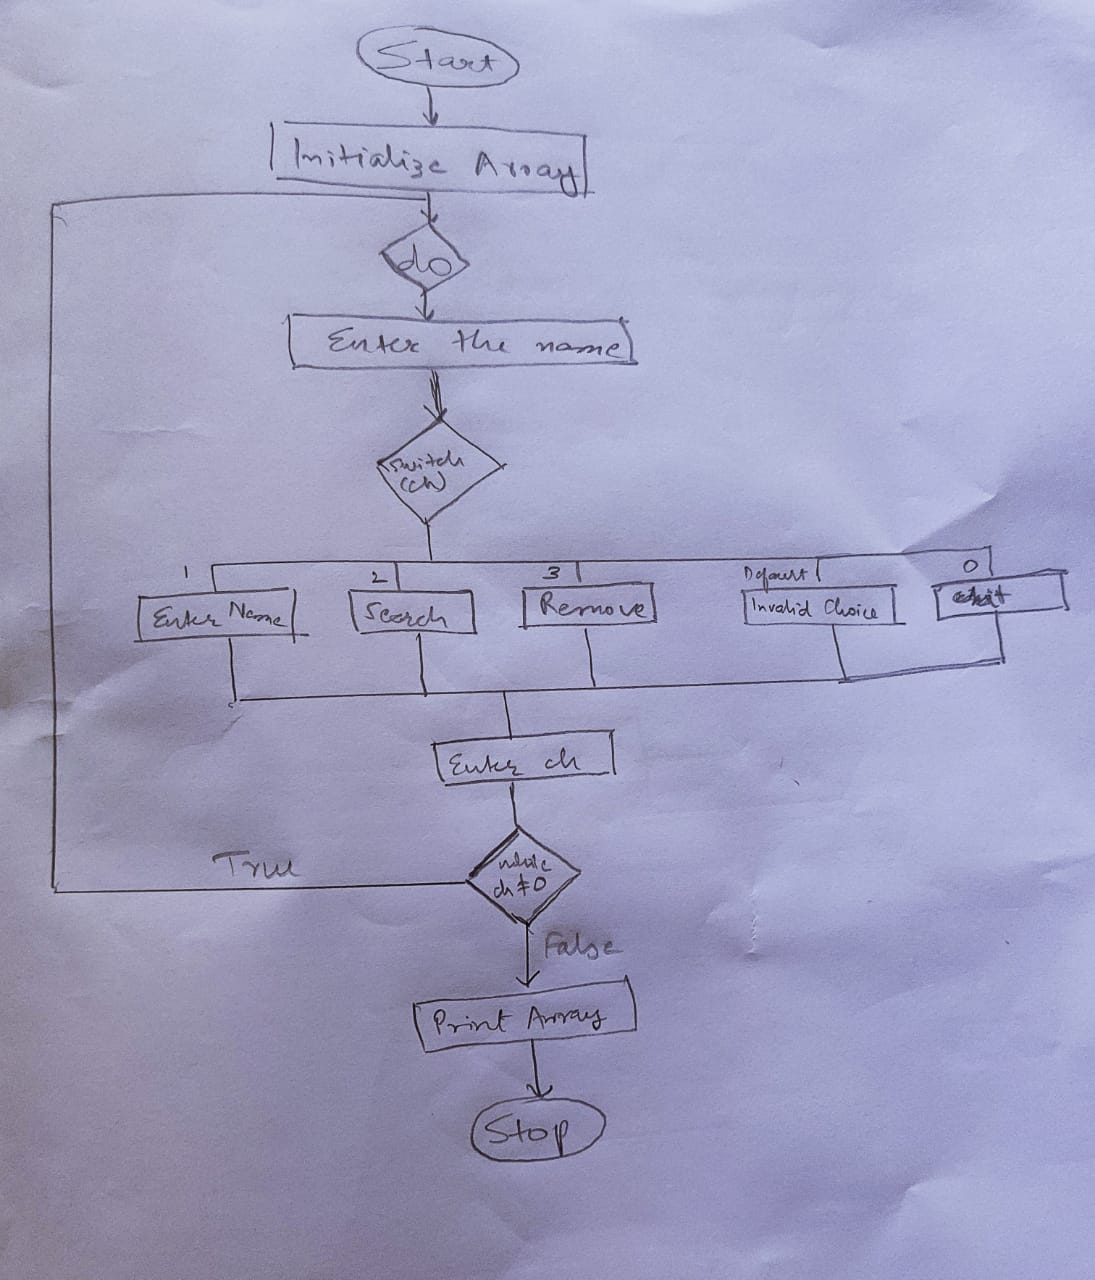 Start
Initialize Array
do
Enter the name
switch
(ch)
1
2
3
Default
0
Enter Name
Search
Remove
Invalid Choice
exit
Enter ch
while
ch≠0
True
False
Print Array
Stop